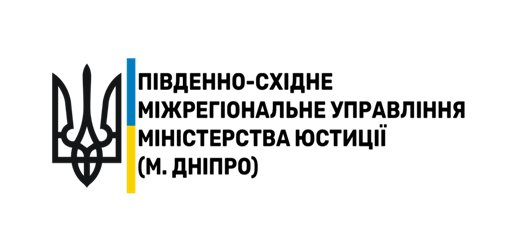 ПІВДЕННО-СХІДНЕ
МІЖРЕГІОНАЛЬНЕ УПРАВЛІННЯ
МІНІСТЕРСТВА ЮСТИЦІЇ
(М. ДНІПРО)